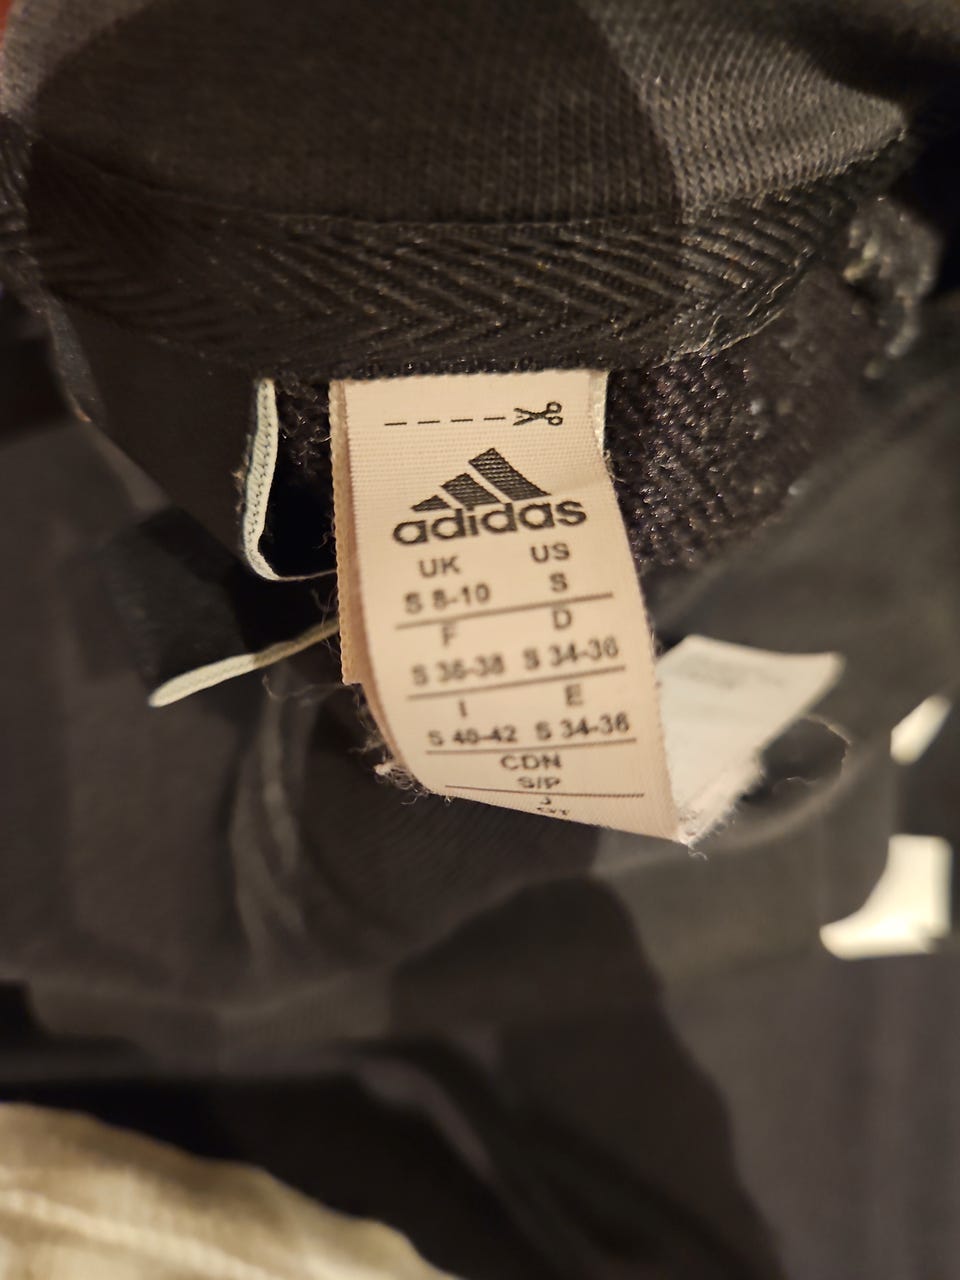 adidas
UK US
S 8-10 S
F D
S 36-38 S 34-36
I E
S 40-42 S 34-36
CDN
S/P
J